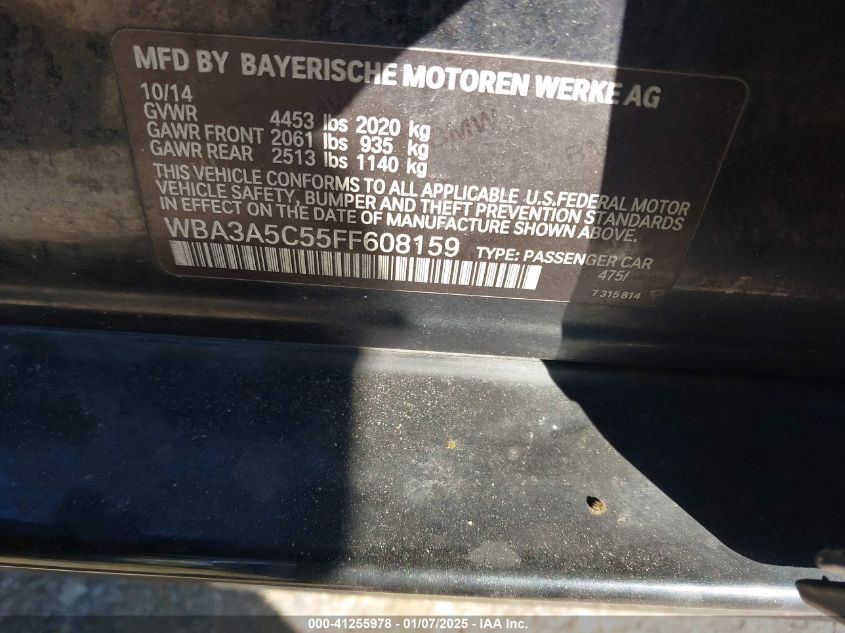 MFD BY BAYERISCHE MOTOREN WERKE AG
10/14
GVWR 4453 lbs 2020 kg
GAWR FRONT 2061 lbs 935 kg
GAWR REAR 2513 lbs 1140 kg
THIS VEHICLE CONFORMS TO ALL APPLICABLE U.S.FEDERAL MOTOR
VEHICLE SAFETY, BUMPER AND THEFT PREVENTION STANDARDS
IN EFFECT ON THE DATE OF MANUFACTURE SHOWN ABOVE.
WBA3A5C55FF608159 TYPE: PASSENGER CAR
475/
7 315 814
000-41255978 - 01/07/2025 - IAA Inc.